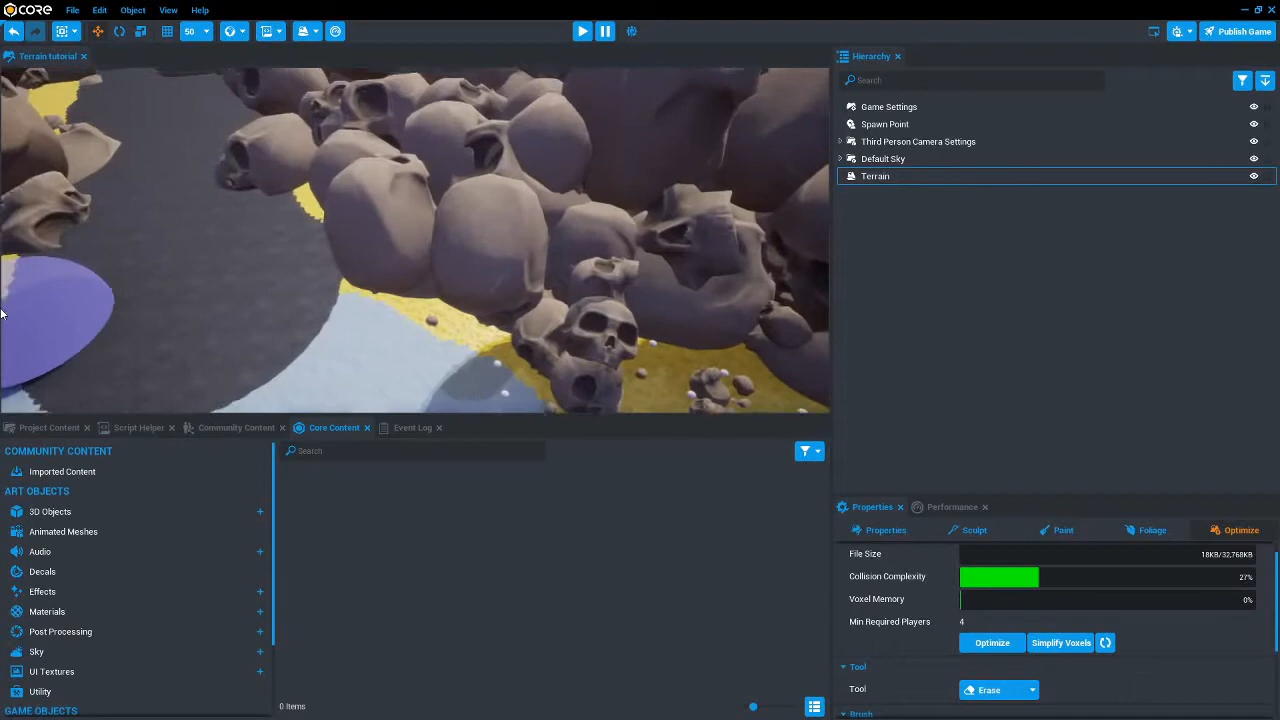 CORE File Edit Object View Help
50 Publish Game
Terrain tutorial
Hierarchy
Search
Game Settings
Spawn Point
Third Person Camera Settings
Default Sky
Terrain
Project Content Script Helper Community Content Core Content Event Log
COMMUNITY CONTENT
Search
Imported Content
ART OBJECTS
3D Objects
Animated Meshes
Audio
Decals
Effects
Materials
Post Processing
Sky
UI Textures
Utility
GAME OBJECTS
0 Items
Properties Performance
Properties Sculpt Paint Foliage Optimize
File Size 18KB/32,768KB
Collision Complexity 27%
Voxel Memory 0%
Min Required Players 4
Optimize Simplify Voxels
Tool
Tool Erase
Brush